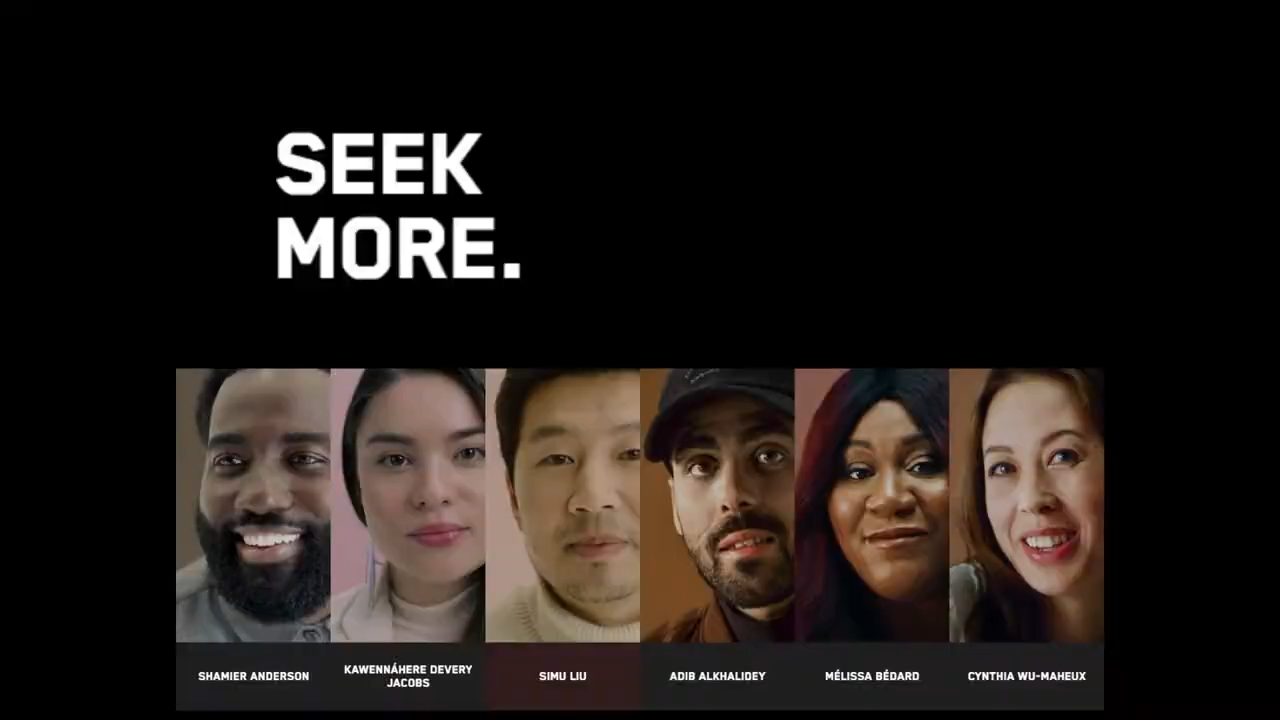 SEEK
MORE.
SHAMIER ANDERSON
KAWENNÁHERE DEVERY
JACOBS
SIMU LIU
ADIB ALKHALIDEY
MÉLISSA BÉDARD
CYNTHIA WU-MAHEUX